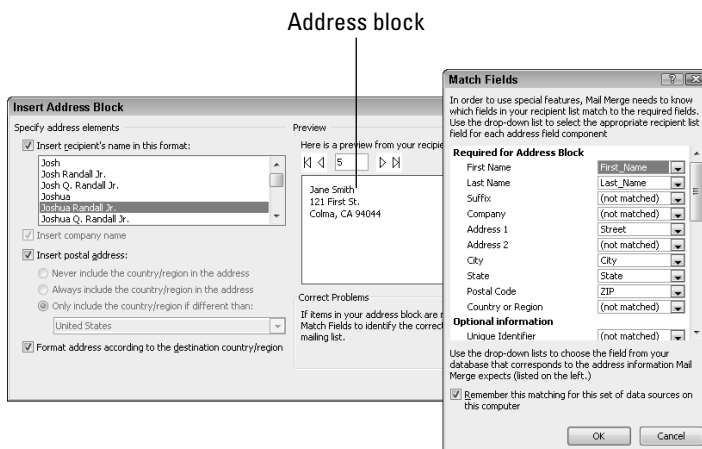 Address block
Insert Address Block
Specify address elements
Insert recipient's name in this format:
Josh
Josh Randall Jr.
Josh Q. Randall Jr.
Joshua
Joshua Randall Jr.
Joshua Q. Randall Jr.
Insert company name
Insert postal address:
Never include the country/region in the address
Always include the country/region in the address
Only include the country/region if different than:
United States
Format address according to the destination country/region
Preview
Here is a preview from your recipie
5
Jane Smith
121 First St.
Colma, CA 94044
Correct Problems
If items in your address block are
Match Fields to identify the correct
mailing list.
Match Fields
In order to use special features, Mail Merge needs to know
which fields in your recipient list match to the required fields.
Use the drop-down list to select the appropriate recipient list
field for each address field component
Required for Address Block
First Name First_Name
Last Name Last_Name
Suffix (not matched)
Company (not matched)
Address 1 Street
Address 2 (not matched)
City City
State State
Postal Code ZIP
Country or Region (not matched)
Optional information
Unique Identifier (not matched)
Use the drop-down lists to choose the field from your
database that corresponds to the address information Mail
Merge expects (listed on the left.)
Remember this matching for this set of data sources on
this computer
OK Cancel